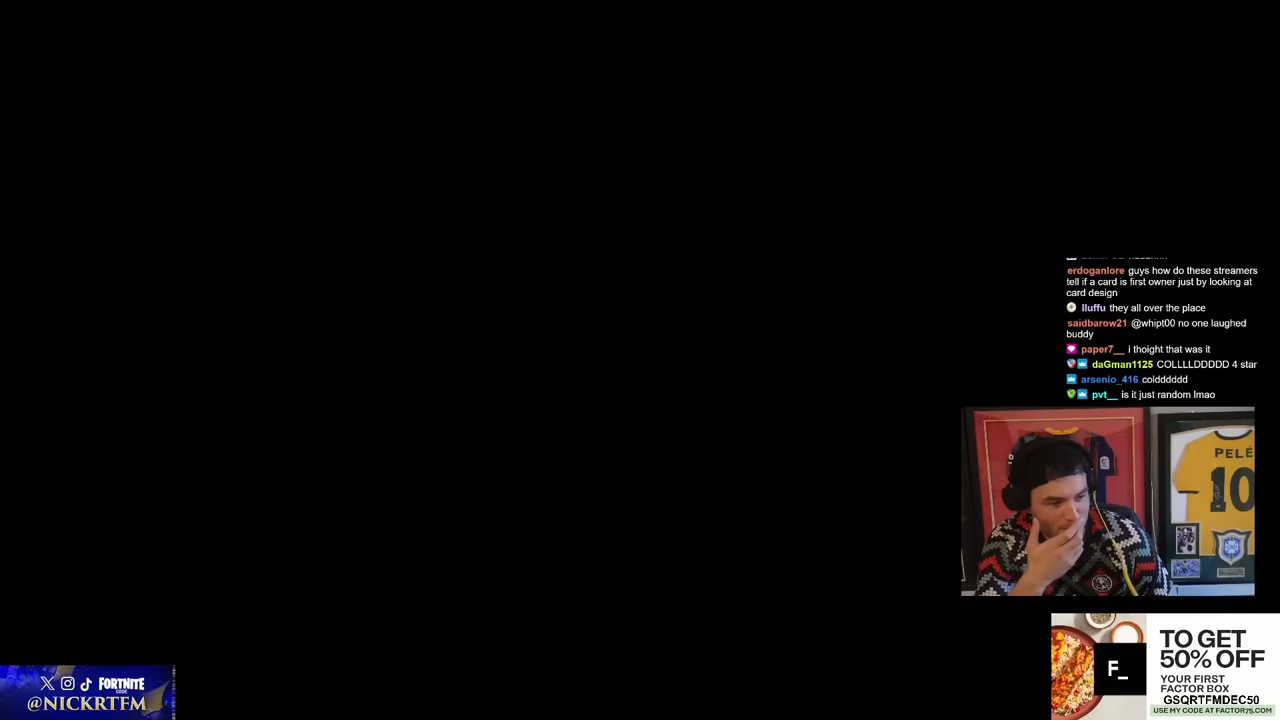 erdoganlore guys how do these streamers
tell if a card is first owner just by looking at
card design
lluffu they all over the place
saidbarow21 @whipt00 no one laughed
buddy
paper7__ i thoight that was it
daGman1125 COLLLLDDDDD 4 star
arsenio_416 coldddddd
pvt__ is it just random lmao
PELÉ
10
TO GET
50% OFF
F_
YOUR FIRST
FACTOR BOX
GSQRTFMDEC50
USE MY CODE AT FACTOR75.COM
FORTNITE
CODE
@NICKRTFM